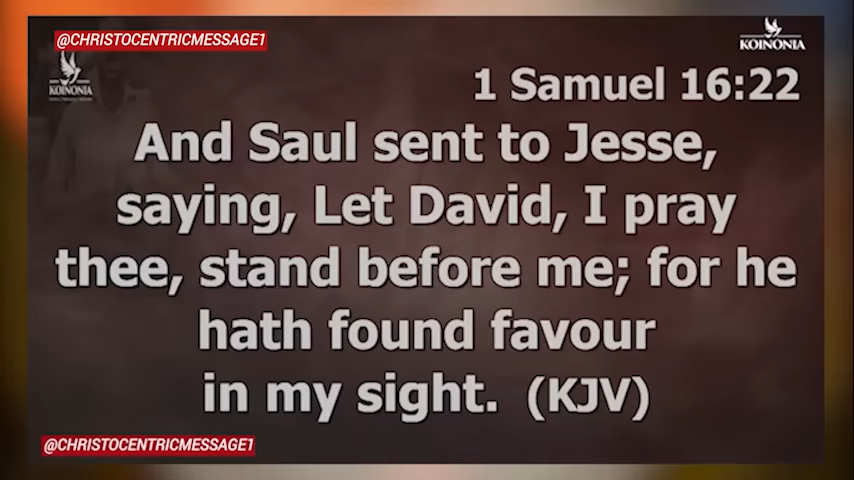 @CHRISTOCENTRICMESSAGE1
KOINONIA
KOINONIA
1 Samuel 16:22
And Saul sent to Jesse,
saying, Let David, I pray
thee, stand before me; for he
hath found favour
in my sight. (KJV)
@CHRISTOCENTRICMESSAGE1